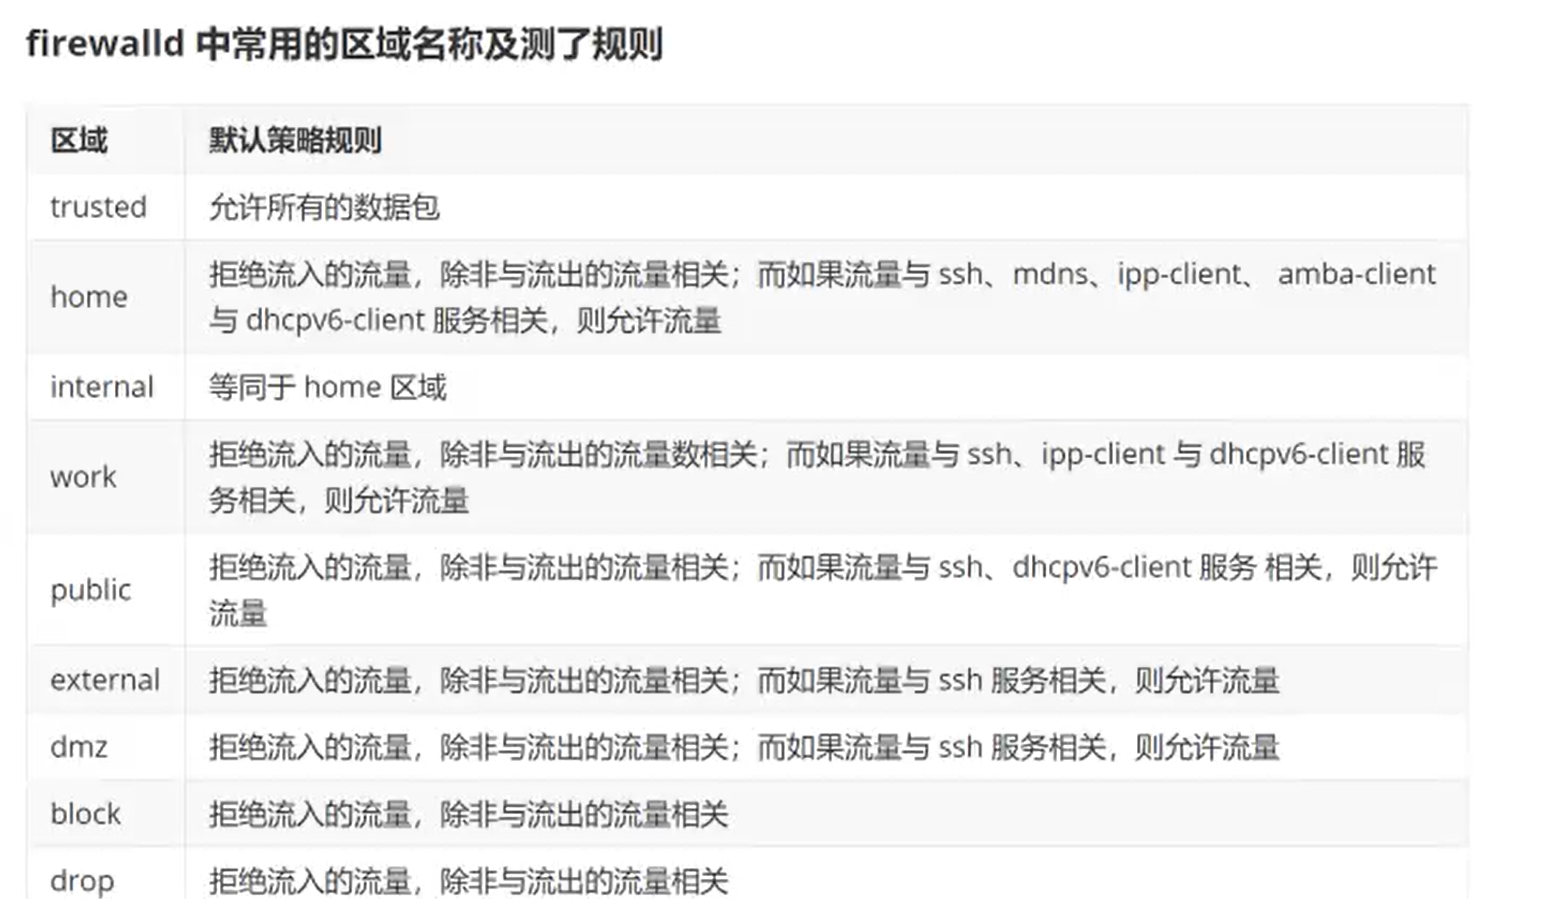 firewalld 中常用的区域名称及测了规则
区域 默认策略规则
trusted 允许所有的数据包
home 拒绝流入的流量，除非与流出的流量相关；而如果流量与 ssh、mdns、ipp-client、 amba-client
与 dhcpv6-client 服务相关，则允许流量
internal 等同于 home 区域
work 拒绝流入的流量，除非与流出的流量数相关；而如果流量与 ssh、ipp-client 与 dhcpv6-client 服
务相关，则允许流量
public 拒绝流入的流量，除非与流出的流量相关；而如果流量与 ssh、dhcpv6-client 服务 相关，则允许
流量
external 拒绝流入的流量，除非与流出的流量相关；而如果流量与 ssh 服务相关，则允许流量
dmz 拒绝流入的流量，除非与流出的流量相关；而如果流量与 ssh 服务相关，则允许流量
block 拒绝流入的流量，除非与流出的流量相关
drop 拒绝流入的流量，除非与流出的流量相关